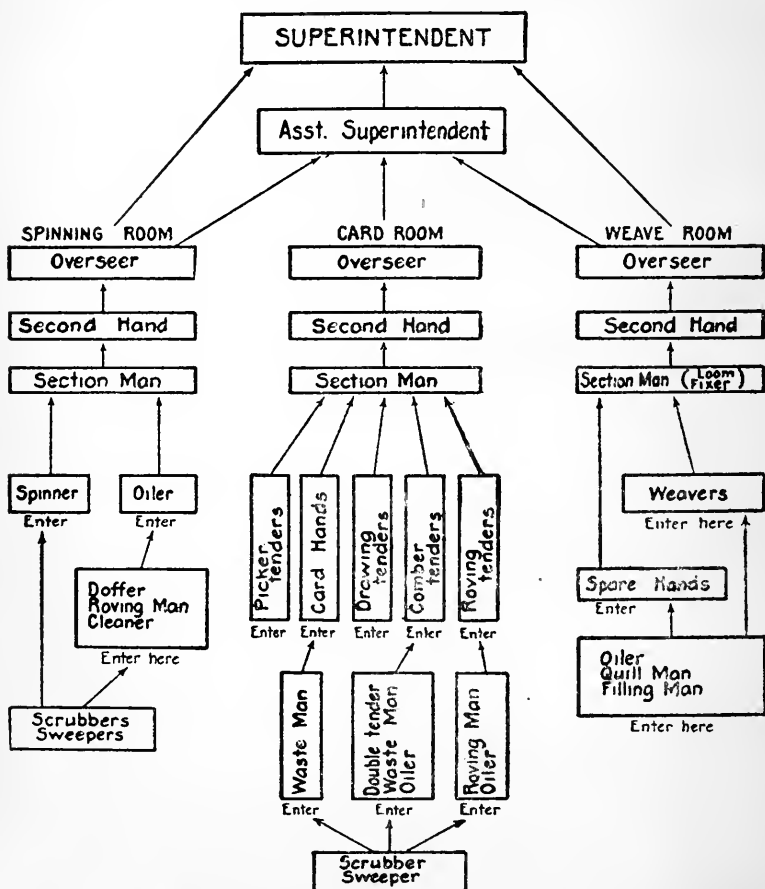 SUPERINTENDENT
Asst. Superintendent
SPINNING ROOM
Overseer
Second Hand
Section Man
Spinner
Enter
Oiler
Enter
Doffer
Roving Man
Cleaner
Enter here
Scrubbers
Sweepers
CARD ROOM
Overseer
Second Hand
Section Man
Picker
tenders
Enter
Card Hands
Enter
Drawing
tenders
Enter
Comber
tenders
Enter
Roving
tenders
Enter
Waste Man
Enter
Double tender
Waste Man
Oiler
Enter
Roving Man
Oiler
Enter
Scrubber
Sweeper
WEAVE ROOM
Overseer
Second Hand
Section Man (Loom
Fixer)
Weavers
Enter here
Spare Hands
Enter
Oiler
Quill Man
Filling Man
Enter here